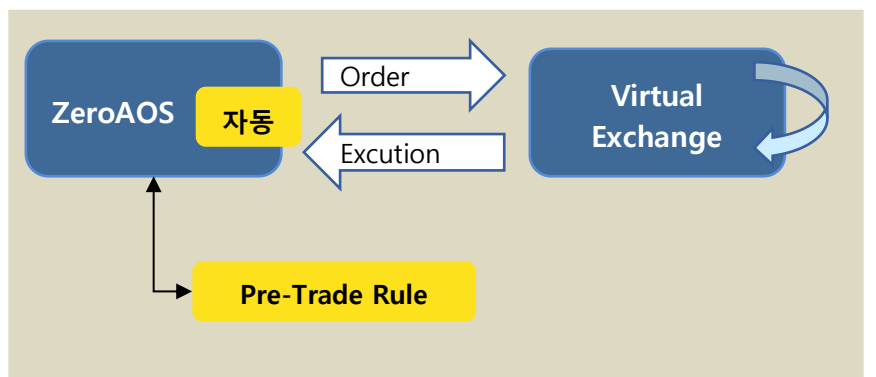 ZeroAOS
자동
Order
Excution
Virtual
Exchange
Pre-Trade Rule